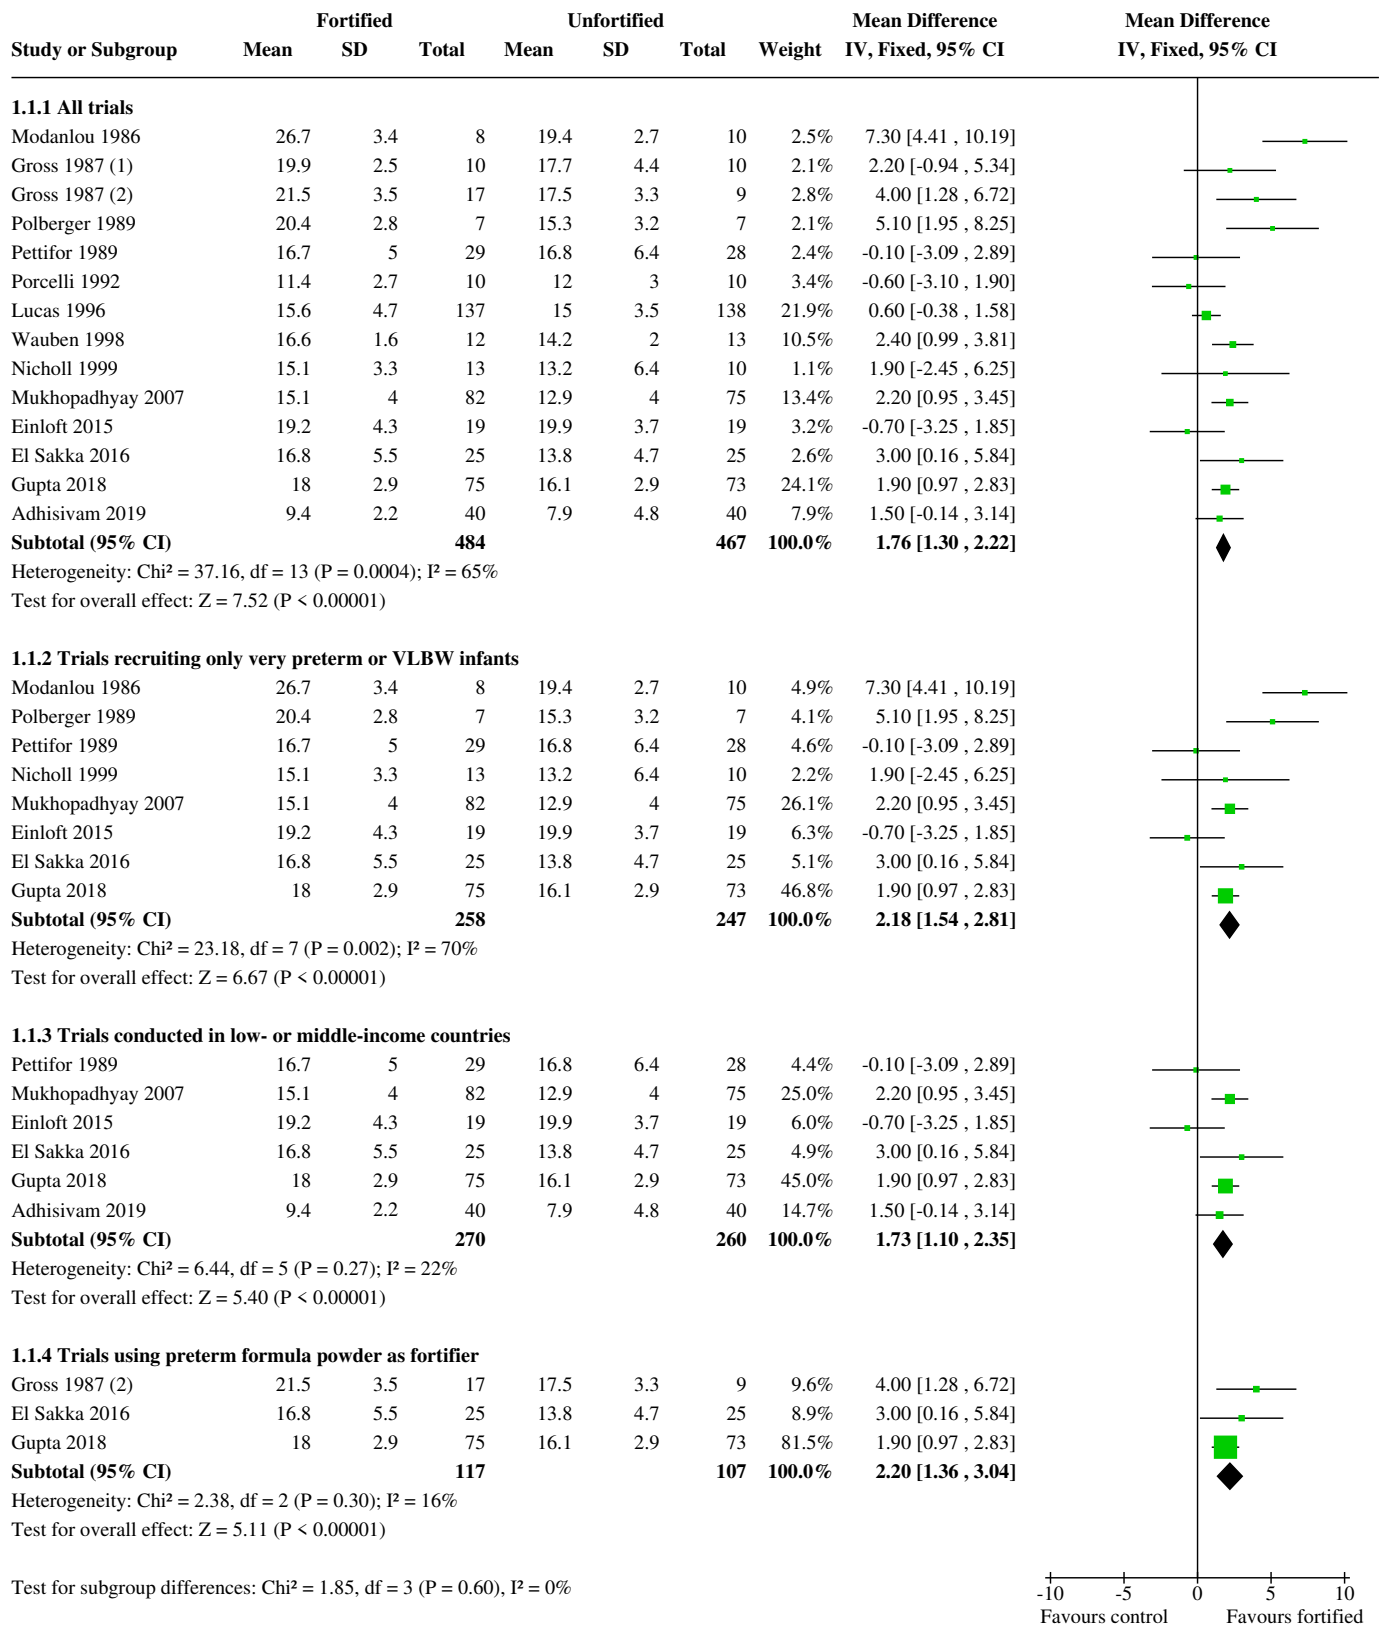 Fortified Unfortified Mean Difference Mean Difference
Study or Subgroup Mean SD Total Mean SD Total Weight IV, Fixed, 95% CI IV, Fixed, 95% CI
1.1.1 All trials
Modanlou 1986 26.7 3.4 8 19.4 2.7 10 2.5% 7.30 [4.41 , 10.19]
Gross 1987 (1) 19.9 2.5 10 17.7 4.4 10 2.1% 2.20 [-0.94 , 5.34]
Gross 1987 (2) 21.5 3.5 17 17.5 3.3 9 2.8% 4.00 [1.28 , 6.72]
Polberger 1989 20.4 2.8 7 15.3 3.2 7 2.1% 5.10 [1.95 , 8.25]
Pettifor 1989 16.7 5 29 16.8 6.4 28 2.4% -0.10 [-3.09 , 2.89]
Porcelli 1992 11.4 2.7 10 12 3 10 3.4% -0.60 [-3.10 , 1.90]
Lucas 1996 15.6 4.7 137 15 3.5 138 21.9% 0.60 [-0.38 , 1.58]
Wauben 1998 16.6 1.6 12 14.2 2 13 10.5% 2.40 [0.99 , 3.81]
Nicholl 1999 15.1 3.3 13 13.2 6.4 10 1.1% 1.90 [-2.45 , 6.25]
Mukhopadhyay 2007 15.1 4 82 12.9 4 75 13.4% 2.20 [0.95 , 3.45]
Einloft 2015 19.2 4.3 19 19.9 3.7 19 3.2% -0.70 [-3.25 , 1.85]
El Sakka 2016 16.8 5.5 25 13.8 4.7 25 2.6% 3.00 [0.16 , 5.84]
Gupta 2018 18 2.9 75 16.1 2.9 73 24.1% 1.90 [0.97 , 2.83]
Adhisivam 2019 9.4 2.2 40 7.9 4.8 40 7.9% 1.50 [-0.14 , 3.14]
Subtotal (95% CI) 484 467 100.0% 1.76 [1.30 , 2.22]
Heterogeneity: Chi² = 37.16, df = 13 (P = 0.0004); I² = 65%
Test for overall effect: Z = 7.52 (P < 0.00001)
1.1.2 Trials recruiting only very preterm or VLBW infants
Modanlou 1986 26.7 3.4 8 19.4 2.7 10 4.9% 7.30 [4.41 , 10.19]
Polberger 1989 20.4 2.8 7 15.3 3.2 7 4.1% 5.10 [1.95 , 8.25]
Pettifor 1989 16.7 5 29 16.8 6.4 28 4.6% -0.10 [-3.09 , 2.89]
Nicholl 1999 15.1 3.3 13 13.2 6.4 10 2.2% 1.90 [-2.45 , 6.25]
Mukhopadhyay 2007 15.1 4 82 12.9 4 75 26.1% 2.20 [0.95 , 3.45]
Einloft 2015 19.2 4.3 19 19.9 3.7 19 6.3% -0.70 [-3.25 , 1.85]
El Sakka 2016 16.8 5.5 25 13.8 4.7 25 5.1% 3.00 [0.16 , 5.84]
Gupta 2018 18 2.9 75 16.1 2.9 73 46.8% 1.90 [0.97 , 2.83]
Subtotal (95% CI) 258 247 100.0% 2.18 [1.54 , 2.81]
Heterogeneity: Chi² = 23.18, df = 7 (P = 0.002); I² = 70%
Test for overall effect: Z = 6.67 (P < 0.00001)
1.1.3 Trials conducted in low- or middle-income countries
Pettifor 1989 16.7 5 29 16.8 6.4 28 4.4% -0.10 [-3.09 , 2.89]
Mukhopadhyay 2007 15.1 4 82 12.9 4 75 25.0% 2.20 [0.95 , 3.45]
Einloft 2015 19.2 4.3 19 19.9 3.7 19 6.0% -0.70 [-3.25 , 1.85]
El Sakka 2016 16.8 5.5 25 13.8 4.7 25 4.9% 3.00 [0.16 , 5.84]
Gupta 2018 18 2.9 75 16.1 2.9 73 45.0% 1.90 [0.97 , 2.83]
Adhisivam 2019 9.4 2.2 40 7.9 4.8 40 14.7% 1.50 [-0.14 , 3.14]
Subtotal (95% CI) 270 260 100.0% 1.73 [1.10 , 2.35]
Heterogeneity: Chi² = 6.44, df = 5 (P = 0.27); I² = 22%
Test for overall effect: Z = 5.40 (P < 0.00001)
1.1.4 Trials using preterm formula powder as fortifier
Gross 1987 (2) 21.5 3.5 17 17.5 3.3 9 9.6% 4.00 [1.28 , 6.72]
El Sakka 2016 16.8 5.5 25 13.8 4.7 25 8.9% 3.00 [0.16 , 5.84]
Gupta 2018 18 2.9 75 16.1 2.9 73 81.5% 1.90 [0.97 , 2.83]
Subtotal (95% CI) 117 107 100.0% 2.20 [1.36 , 3.04]
Heterogeneity: Chi² = 2.38, df = 2 (P = 0.30); I² = 16%
Test for overall effect: Z = 5.11 (P < 0.00001)
Test for subgroup differences: Chi² = 1.85, df = 3 (P = 0.60), I² = 0%
-10 -5 0 5 10
Favours control Favours fortified